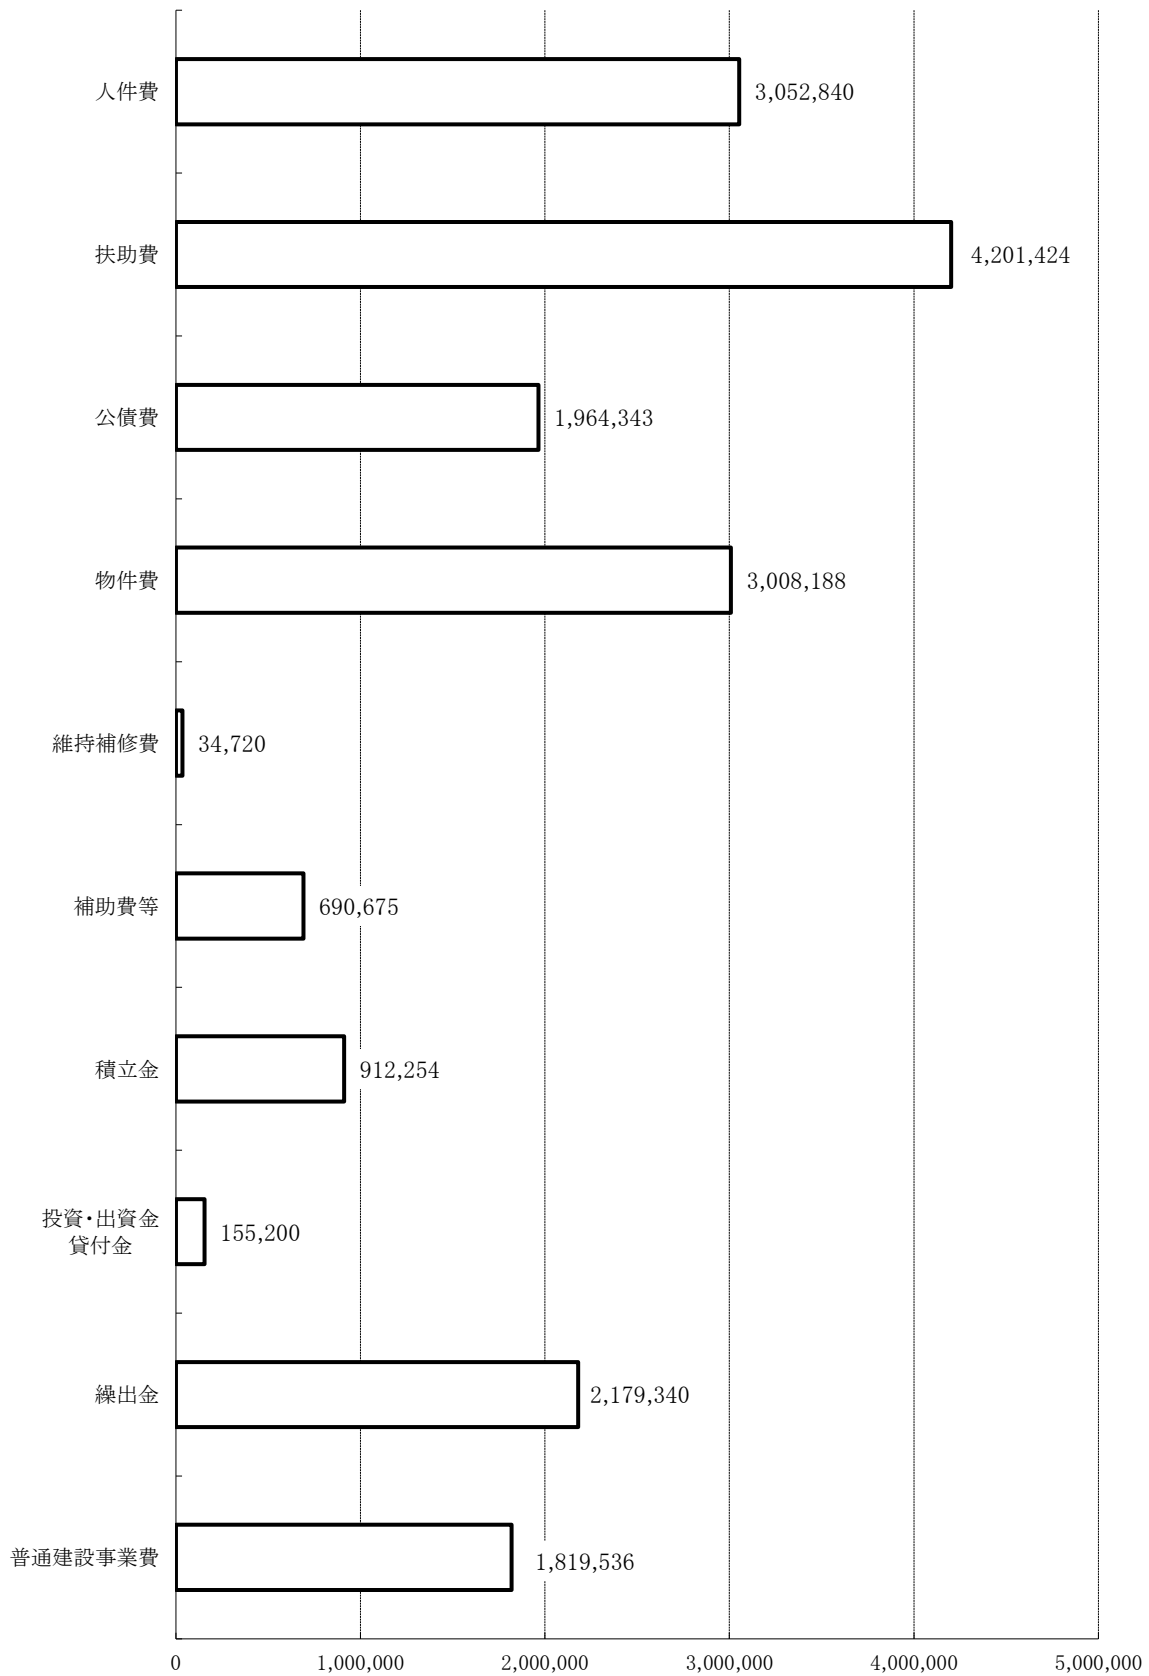 人件費
3,052,840
扶助費
4,201,424
公債費
1,964,343
物件費
3,008,188
維持補修費
34,720
補助費等
690,675
積立金
912,254
投資・出資金
貸付金
155,200
繰出金
2,179,340
普通建設事業費
1,819,536
0 1,000,000 2,000,000 3,000,000 4,000,000 5,000,000